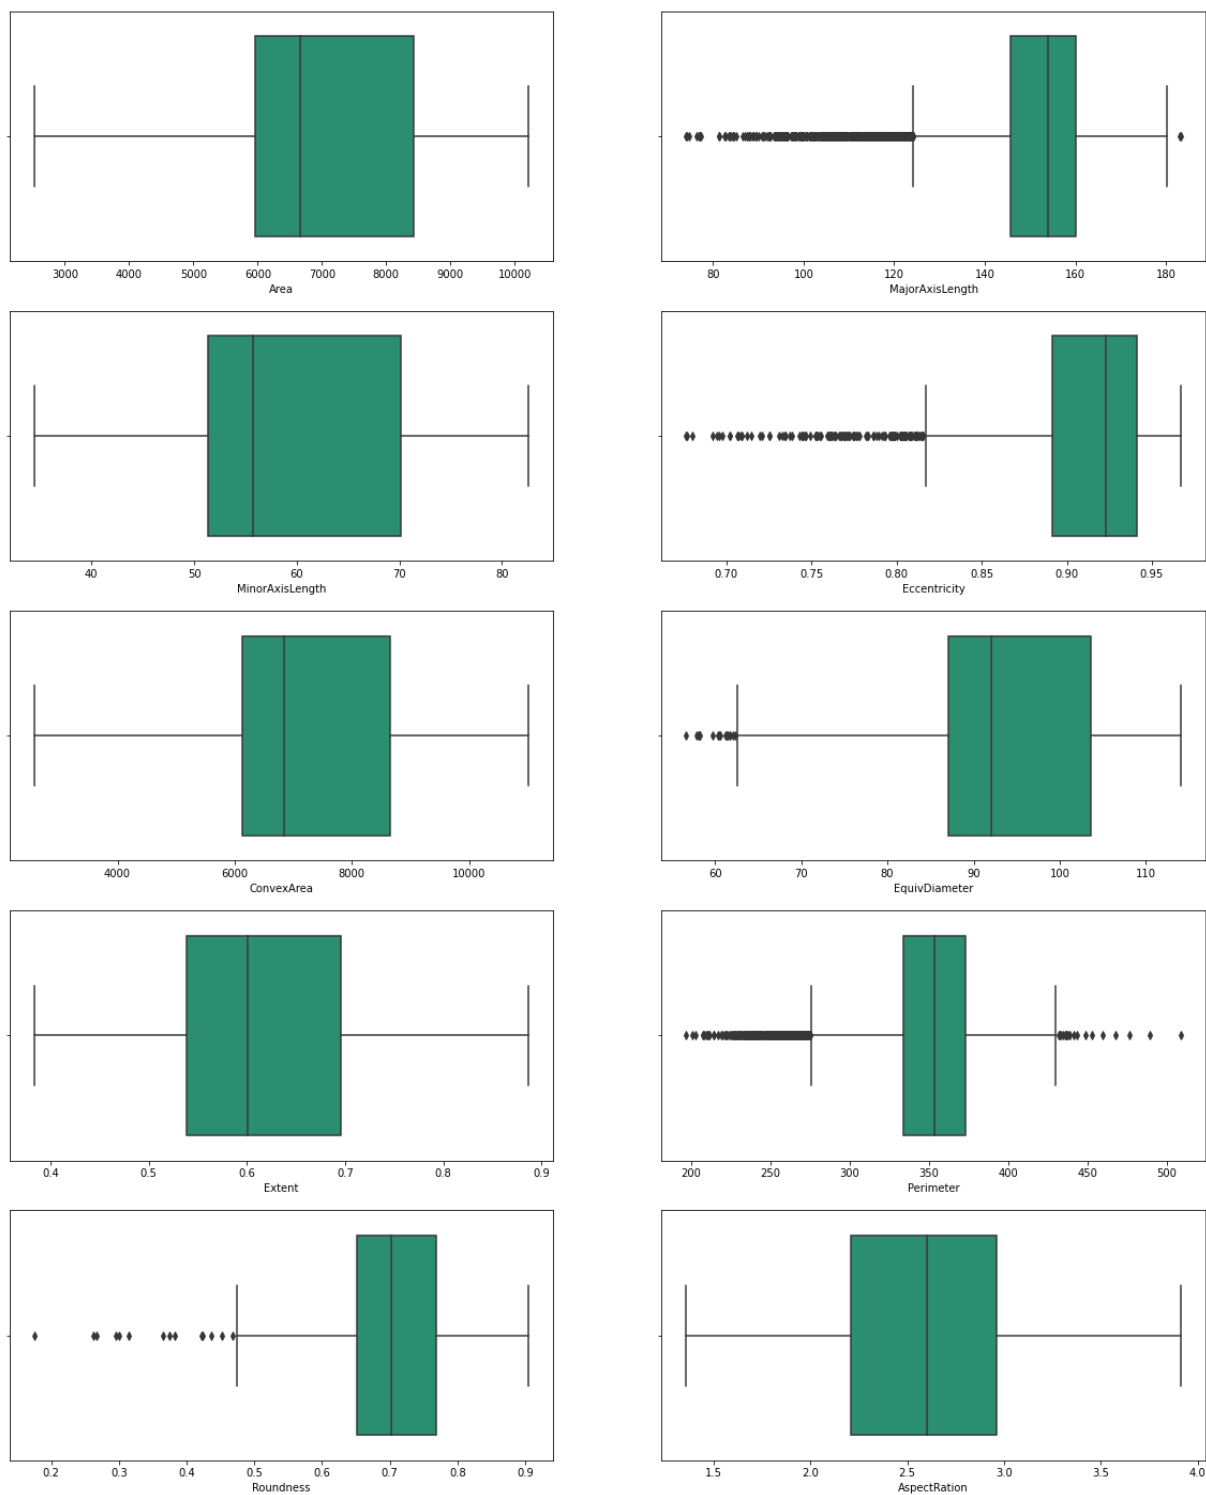 3000 4000 5000 6000 7000 8000 9000 10000
Area
80 100 120 140 160 180
MajorAxisLength
40 50 60 70 80
MinorAxisLength
0.70 0.75 0.80 0.85 0.90 0.95
Eccentricity
4000 6000 8000 10000
ConvexArea
60 70 80 90 100 110
EquivDiameter
0.4 0.5 0.6 0.7 0.8 0.9
Extent
200 250 300 350 400 450 500
Perimeter
0.2 0.3 0.4 0.5 0.6 0.7 0.8 0.9
Roundness
1.5 2.0 2.5 3.0 3.5 4.0
AspectRation